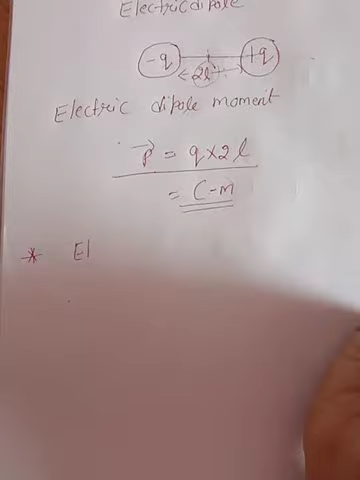 Electric dipole
-q +q
2l
Electric dipole moment
p⃗ = q×2l
= C-m
* El